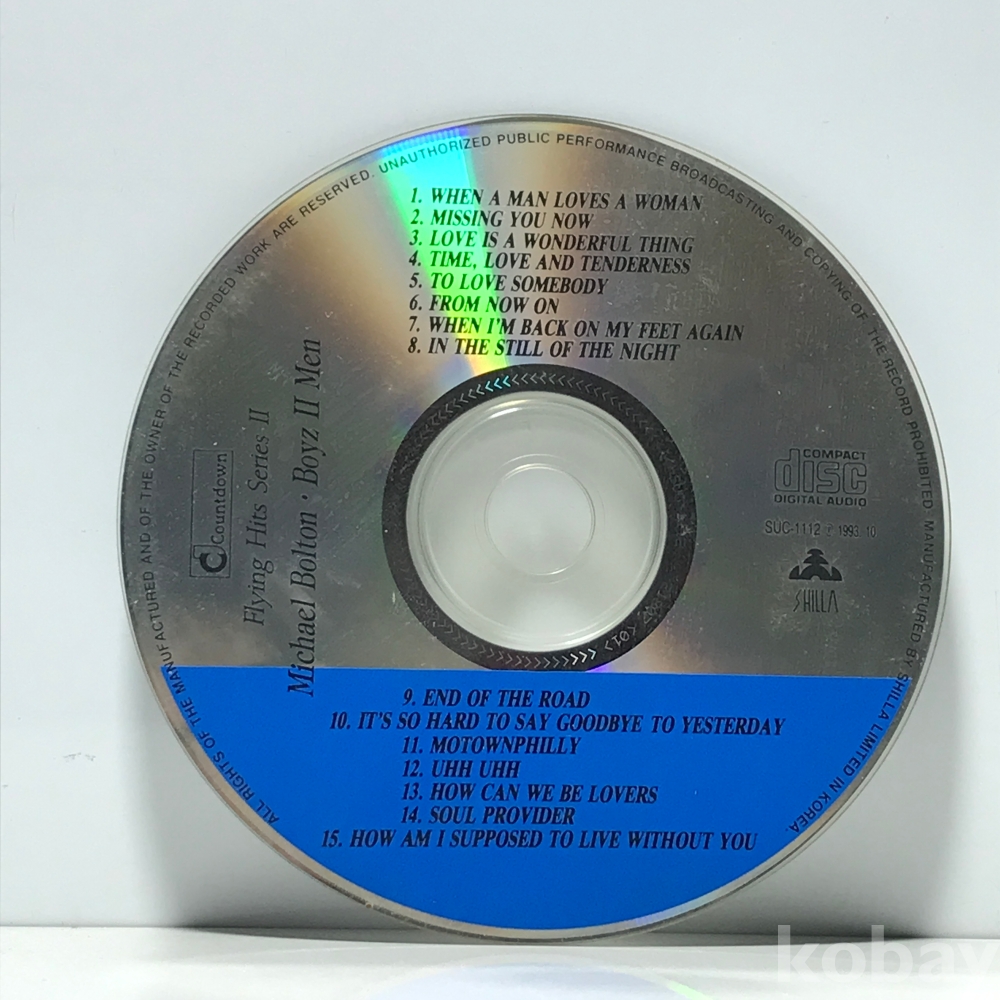 ALL RIGHTS OF THE MANUFACTURED AND OF THE OWNER OF THE RECORDED WORK ARE RESERVED. UNAUTHORIZED PUBLIC PERFORMANCE BROADCASTING AND COPYING OF THE RECORD PROHIBITED MANUFACTURED BY SHILLA LIMITED IN KOREA.
1. WHEN A MAN LOVES A WOMAN
2. MISSING YOU NOW
3. LOVE IS A WONDERFUL THING
4. TIME, LOVE AND TENDERNESS
5. TO LOVE SOMEBODY
6. FROM NOW ON
7. WHEN I'M BACK ON MY FEET AGAIN
8. IN THE STILL OF THE NIGHT
Countdown
Flying Hits Series II
Michael Bolton · Boyz II Men
COMPACT
disc
DIGITAL AUDIO
SUC-1112 ℗ 1993. 10
SHILLA
9. END OF THE ROAD
10. IT'S SO HARD TO SAY GOODBYE TO YESTERDAY
11. MOTOWNPHILLY
12. UHH UHH
13. HOW CAN WE BE LOVERS
14. SOUL PROVIDER
15. HOW AM I SUPPOSED TO LIVE WITHOUT YOU
kobay